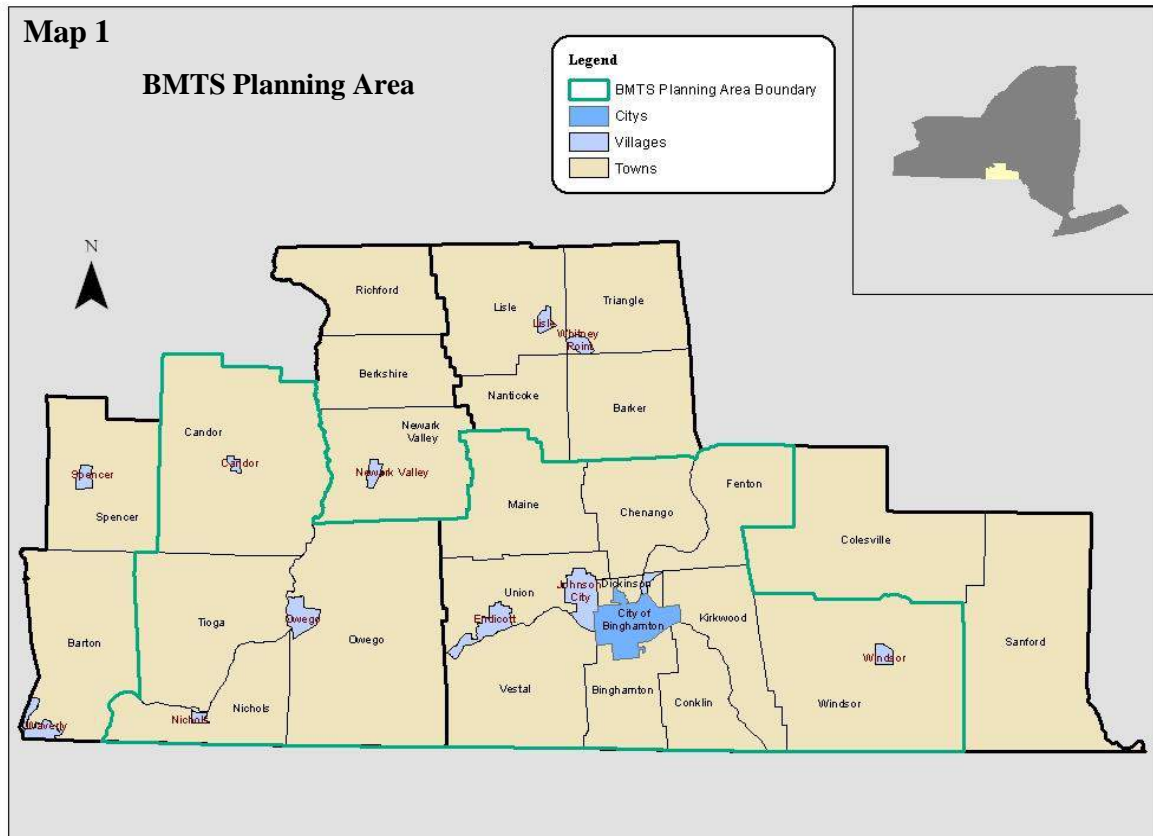 Map 1
BMTS Planning Area
Legend
BMTS Planning Area Boundary
Citys
Villages
Towns
N
Richford
Lisle
Triangle
Lisle
Whitney
Point
Berkshire
Nanticoke
Barker
Newark
Valley
Candor
Candor
Newark Valley
Spencer
Spencer
Maine
Chenango
Fenton
Colesville
Union
Johnson
City
Dickinson
City of
Binghamton
Endicott
Kirkwood
Tioga
Owego
Owego
Barton
Sanford
Windsor
Vestal
Binghamton
Conklin
Windsor
Nichols
Nichols
Waverly